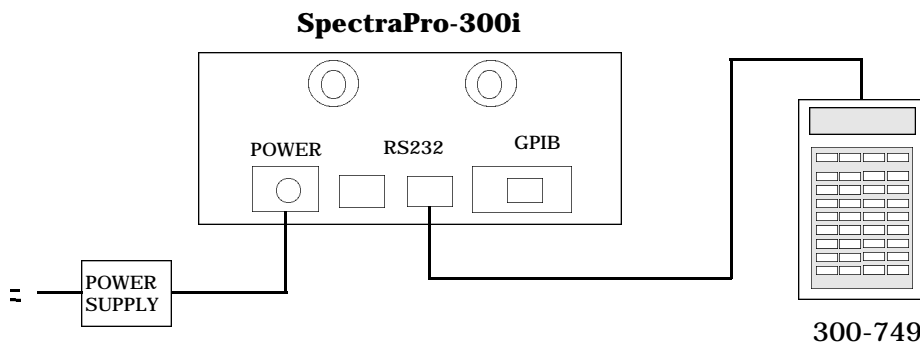 SpectraPro-300i
POWER
RS232
GPIB
POWER
SUPPLY
300-749